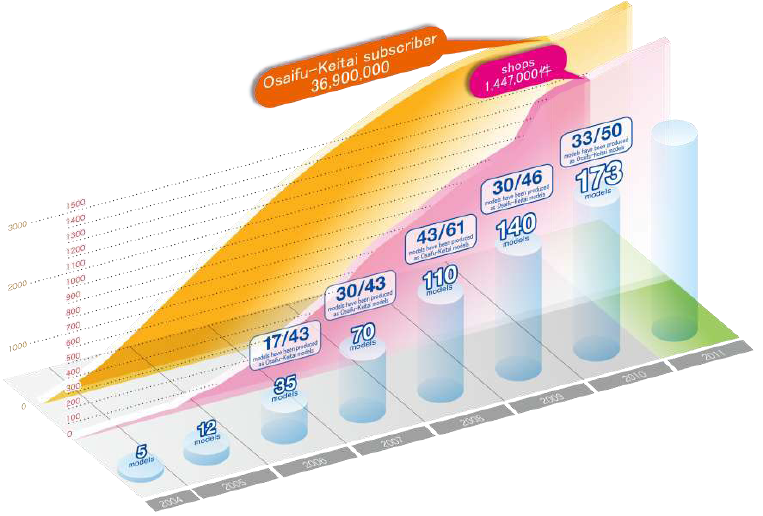 Osaifu-Keitai subscriber
36,900,000
shops
1,447,000件
33/50
models have been produced
as Osaifu-Keitai models
173
models
30/46
models have been produced
as Osaifu-Keitai models
140
models
43/61
models have been produced
as Osaifu-Keitai models
110
models
30/43
models have been produced
as Osaifu-Keitai models
70
models
17/43
models have been produced
as Osaifu-Keitai models
35
models
12
models
5
models
3000
2000
1000
0
1500
1400
1300
1200
1100
1000
900
800
700
600
500
400
300
200
100
0
2004
2005
2006
2007
2008
2009
2010
2011